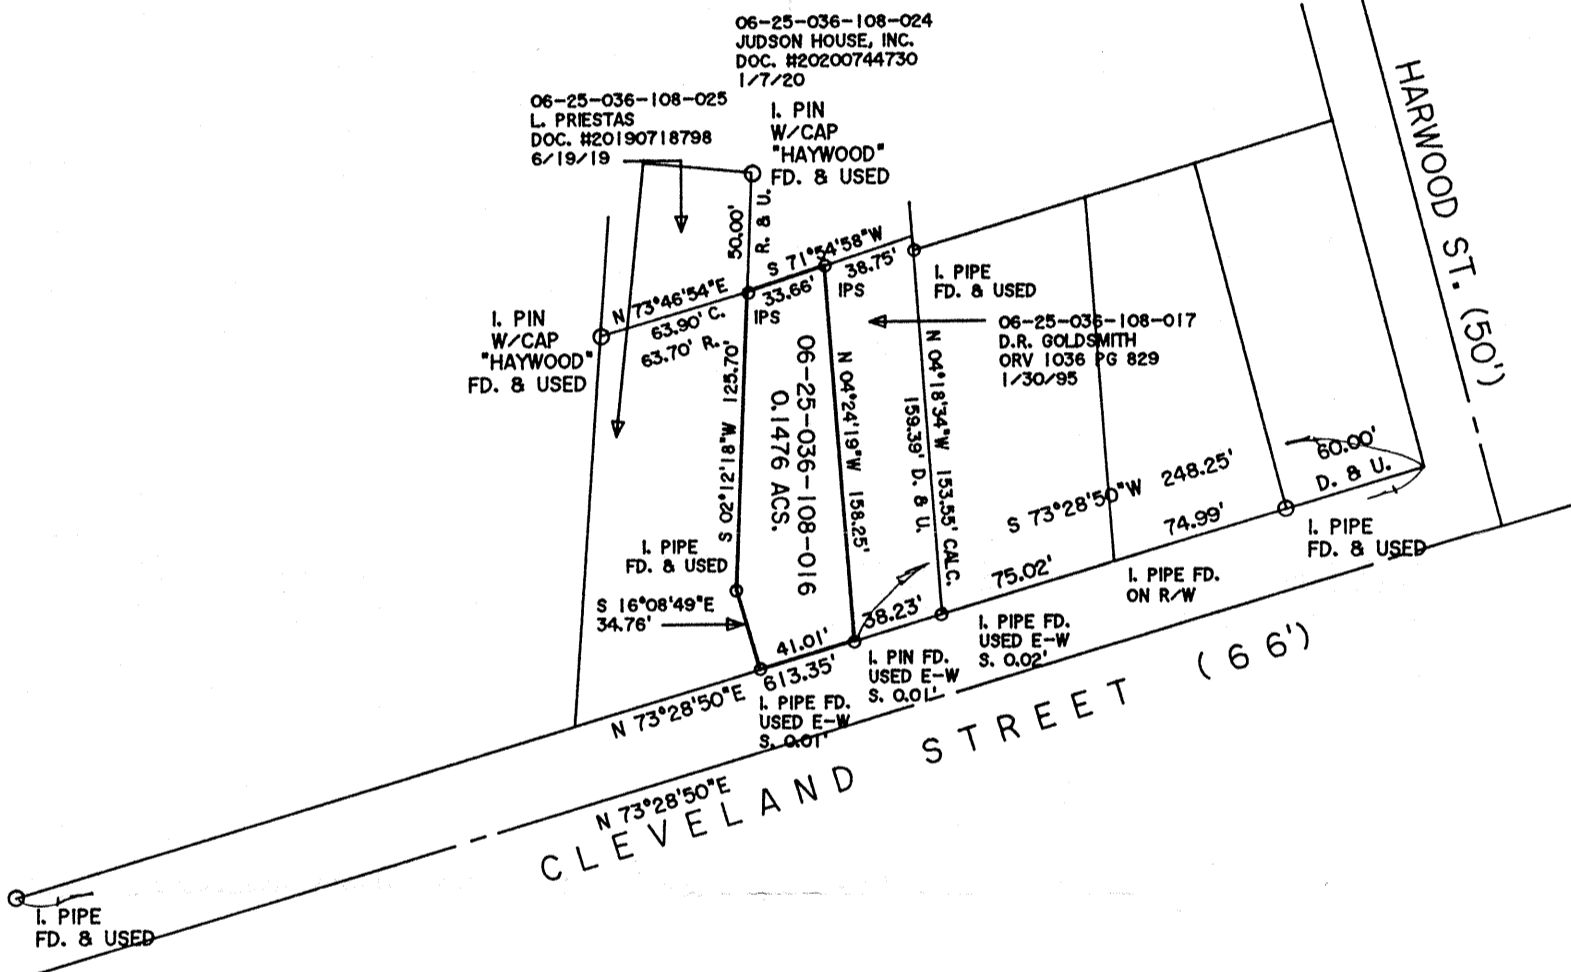 06-25-036-108-024
JUDSON HOUSE, INC.
DOC. #20200744730
1/7/20
06-25-036-108-025
L. PRIESTAS
DOC. #20190718798
6/19/19
I. PIN
W/CAP
"HAYWOOD"
FD. & USED
HARWOOD ST. (50')
50.00'
R. & U.
S 71°54'58"W
38.75'
33.66'
IPS
IPS
I. PIPE
FD. & USED
N 73°46'54"E
63.90' C.
63.70' R.
I. PIN
W/CAP
"HAYWOOD"
FD. & USED
06-25-036-108-017
D.R. GOLDSMITH
ORV 1036 PG 829
1/30/95
S 02°12'18"W 125.70'
06-25-036-108-016
0.1476 ACS.
N 04°24'19"W 158.25'
N 04°18'34"W 153.55' CALC.
159.39' D. & U.
60.00'
D. & U.
S 73°28'50"W 248.25'
74.99'
75.02'
I. PIPE
FD. & USED
I. PIPE
FD. & USED
I. PIPE FD.
ON R/W
S 16°08'49"E
34.76'
38.23'
41.01'
613.35'
I. PIPE FD.
USED E-W
S. 0.02'
I. PIN FD.
USED E-W
S. 0.01'
I. PIPE FD.
USED E-W
S. 0.01'
N 73°28'50"E
N 73°28'50"E
CLEVELAND STREET (66')
I. PIPE
FD. & USED